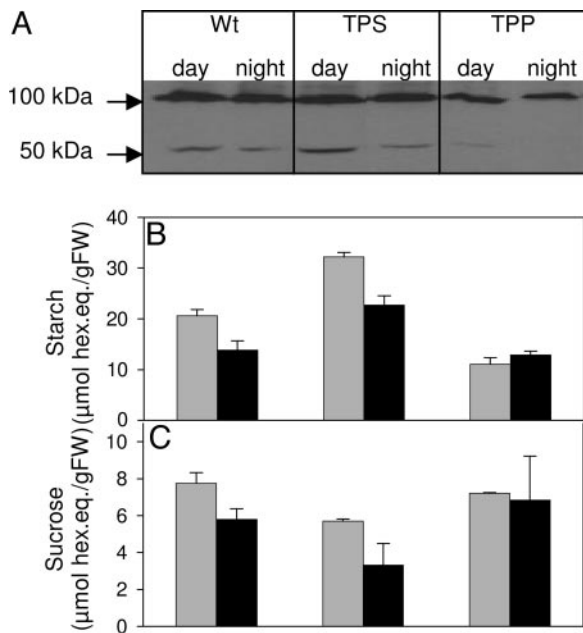 A
Wt TPS TPP
day night day night day night
100 kDa
50 kDa
B
Starch
(µmol hex.eq./gFW)
40
30
20
10
0
C
Sucrose
(µmol hex.eq./gFW)
8
6
4
2
0